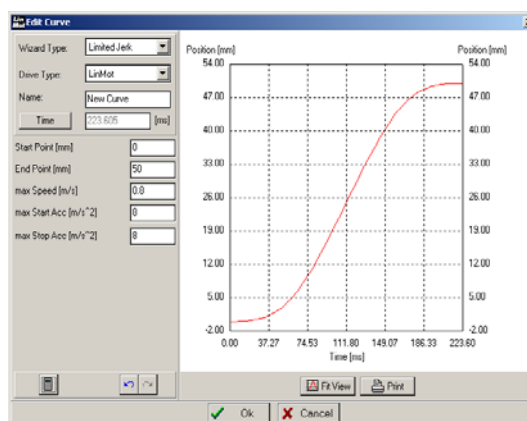 Edit Curve
Wizard Type: Limited Jerk
Drive Type: LinMot
Name: New Curve
Time 223.605 [ms]
Start Point [mm] 0
End Point [mm] 50
max Speed [m/s] 0.8
max Start Acc [m/s^2] 8
max Stop Acc [m/s^2] 8
Position [mm] Position [mm]
54.00 54.00
47.00 47.00
40.00 40.00
33.00 33.00
26.00 26.00
19.00 19.00
12.00 12.00
5.00 5.00
-2.00 -2.00
0.00 37.27 74.53 111.80 149.07 186.33 223.60
Time [ms]
Fit View Print
Ok Cancel